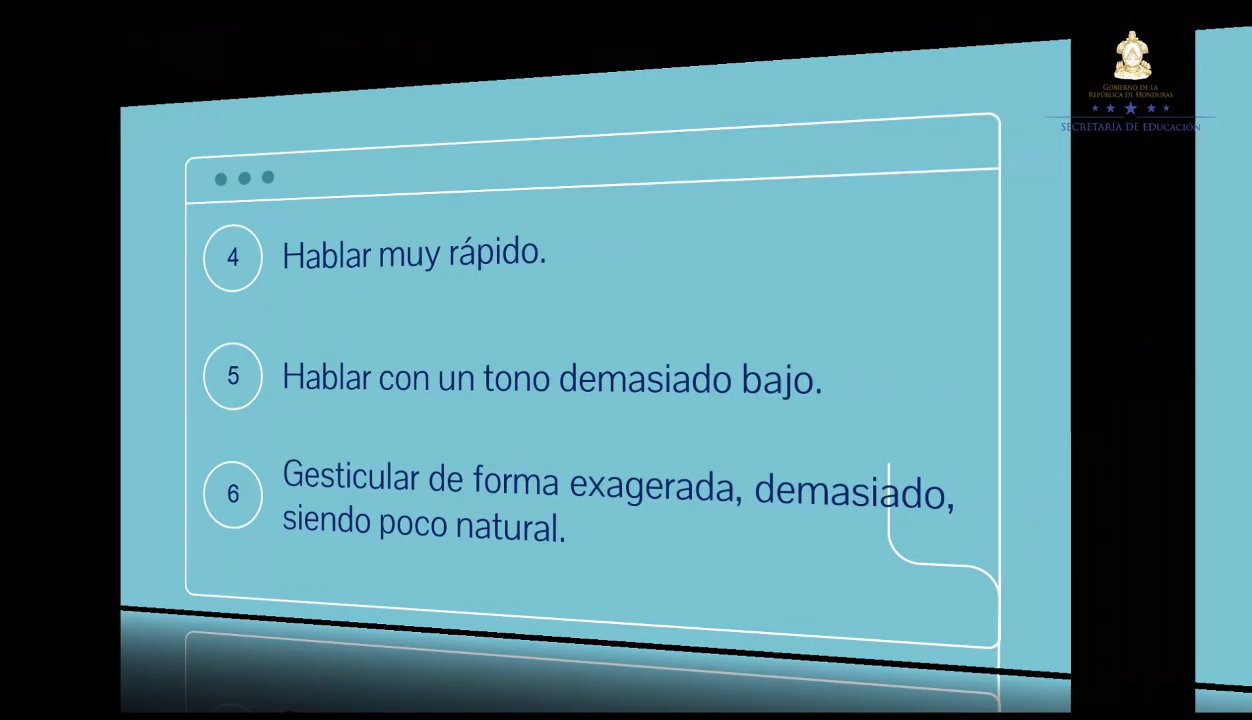 GOBIERNO DE LA
REPÚBLICA DE HONDURAS
SECRETARÍA DE EDUCACIÓN
4 Hablar muy rápido.
5 Hablar con un tono demasiado bajo.
6 Gesticular de forma exagerada, demasiado,
siendo poco natural.